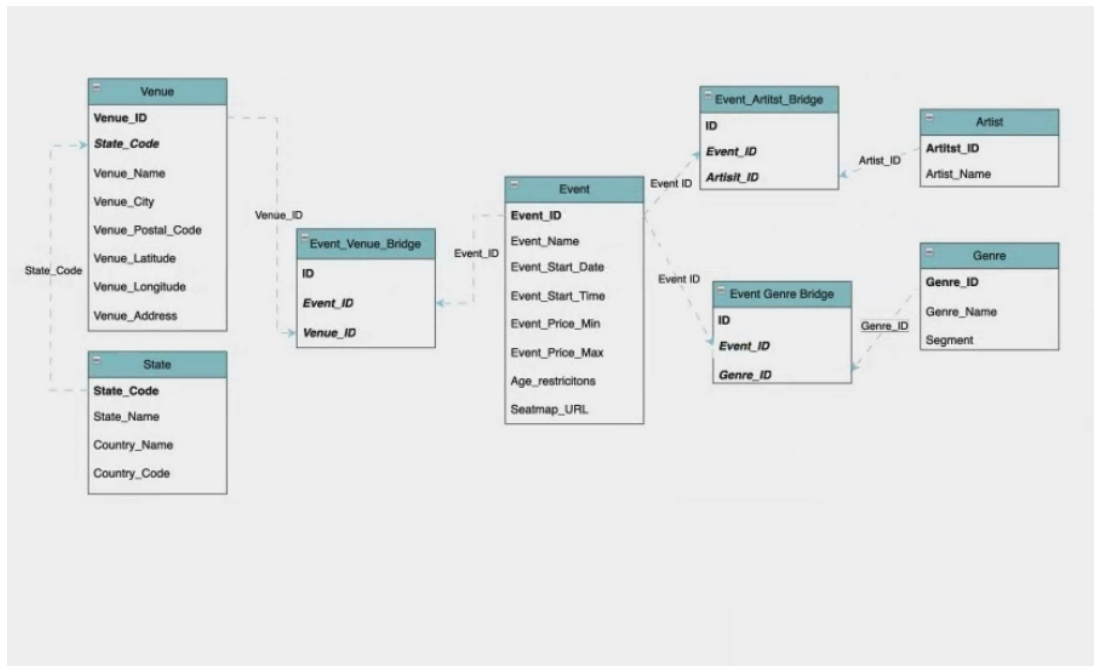 Venue
Venue_ID
State_Code
Venue_Name
Venue_City
Venue_Postal_Code
Venue_Latitude
Venue_Longitude
Venue_Address
State_Code
State
State_Code
State_Name
Country_Name
Country_Code
Venue_ID
Event_Venue_Bridge
ID
Event_ID
Venue_ID
Event_ID
Event
Event_ID
Event_Name
Event_Start_Date
Event_Start_Time
Event_Price_Min
Event_Price_Max
Age_restricitons
Seatmap_URL
Event ID
Event_Artitst_Bridge
ID
Event_ID
Artisit_ID
Artist_ID
Artist
Artitst_ID
Artist_Name
Event ID
Event Genre Bridge
ID
Event_ID
Genre_ID
Genre_ID
Genre
Genre_ID
Genre_Name
Segment